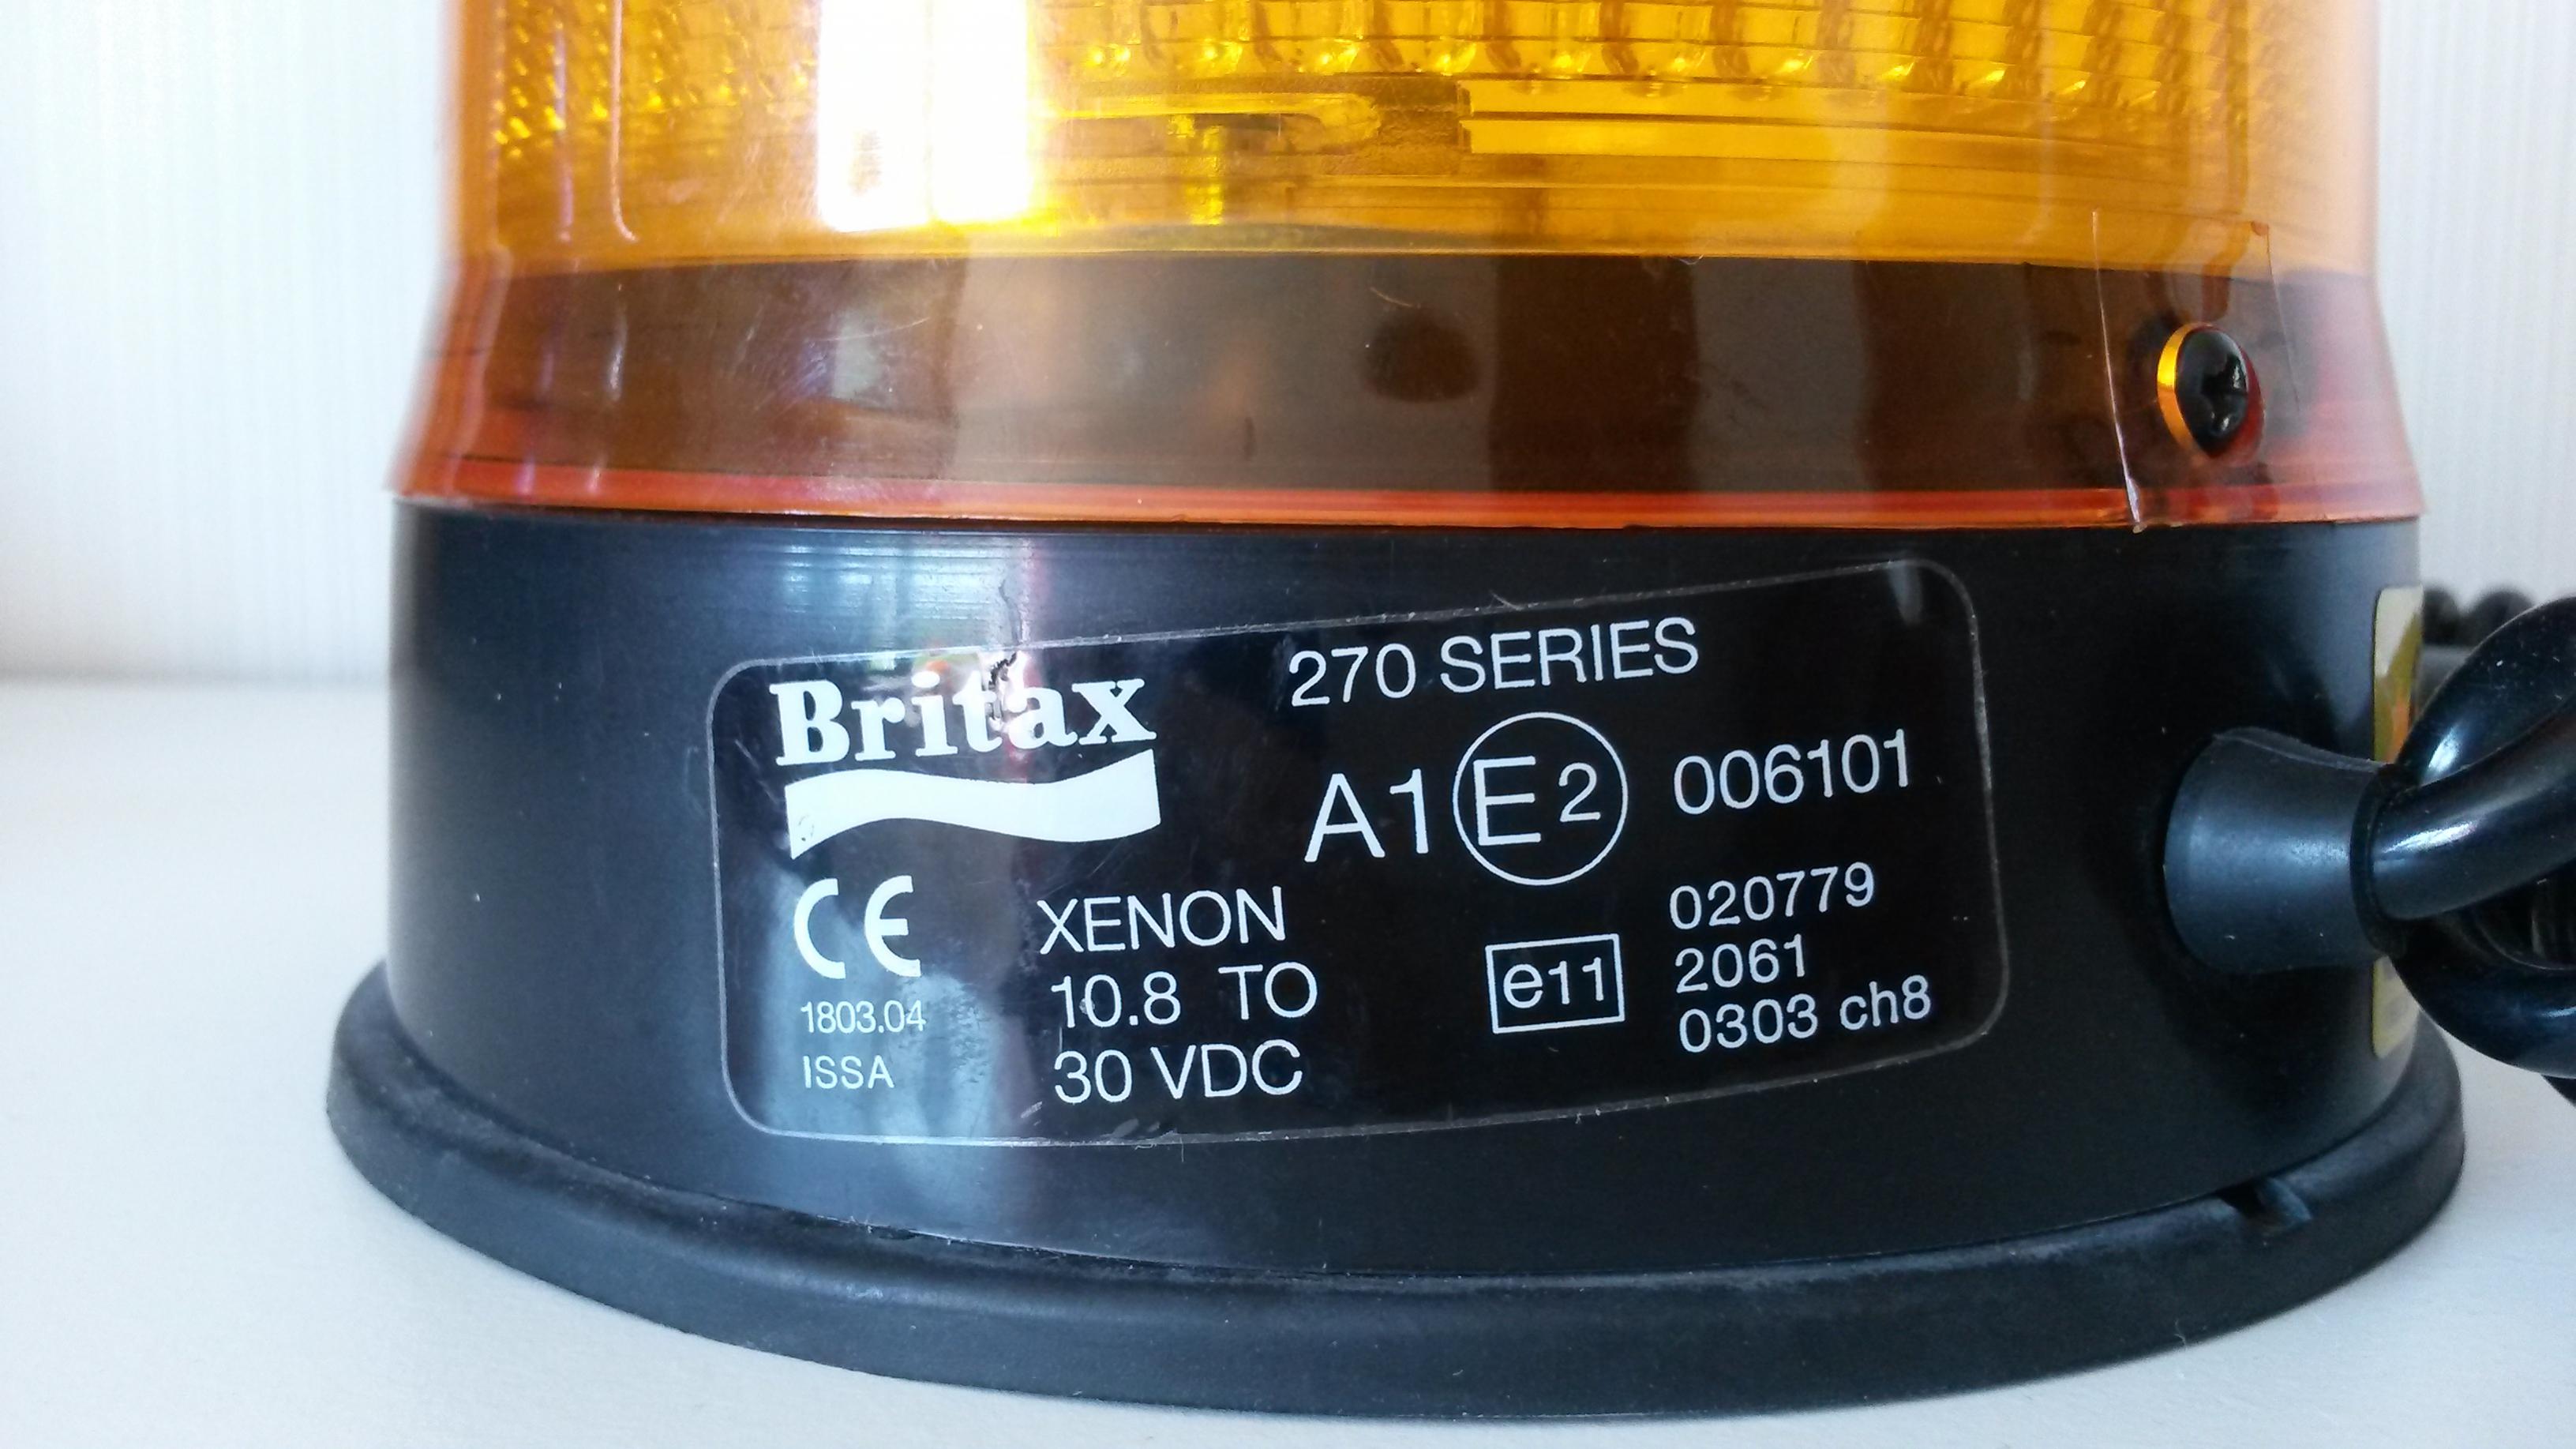 Britax
270 SERIES
A1 E2 006101
CE
1803.04
ISSA
XENON
10.8 TO
30 VDC
e11
020779
2061
0303 ch8